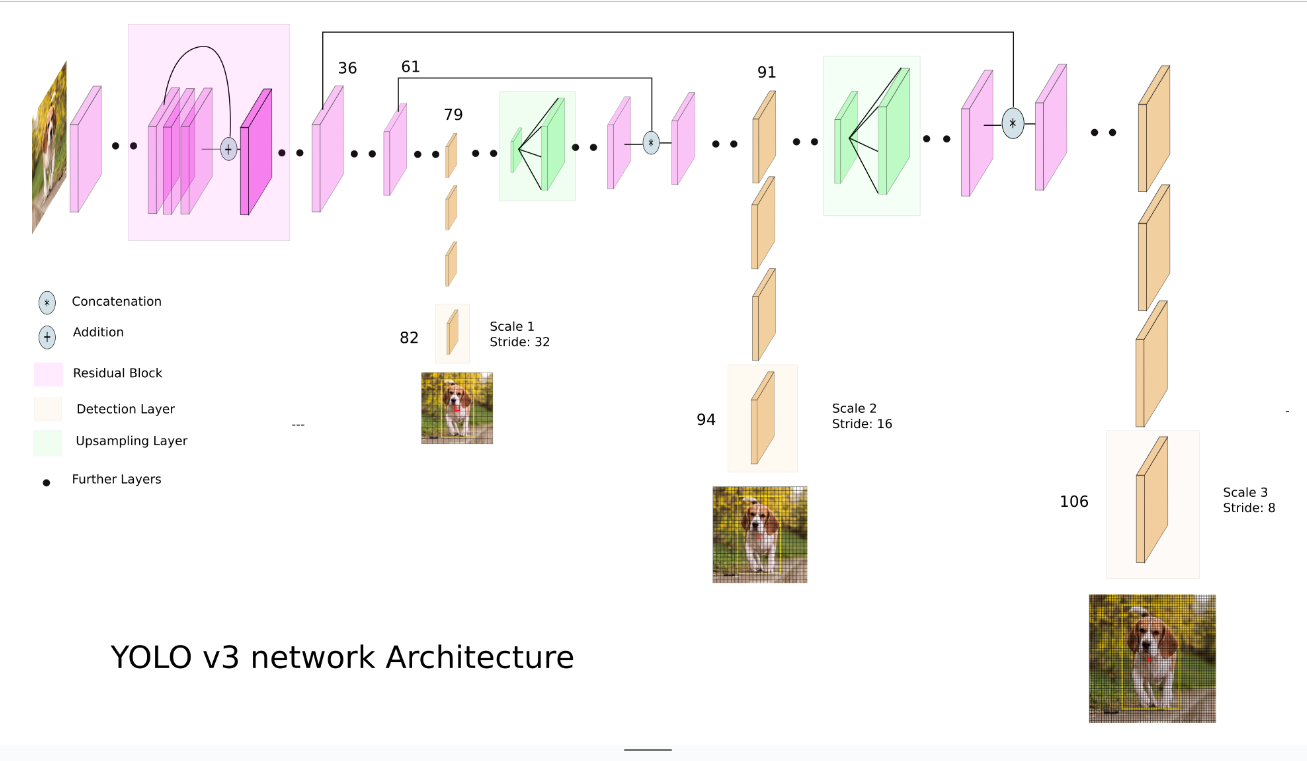 36
61
91
79
+
*
*
* Concatenation
+ Addition
Residual Block
Detection Layer
Upsampling Layer
Further Layers
82
Scale 1
Stride: 32
---
94
Scale 2
Stride: 16
-
106
Scale 3
Stride: 8
YOLO v3 network Architecture